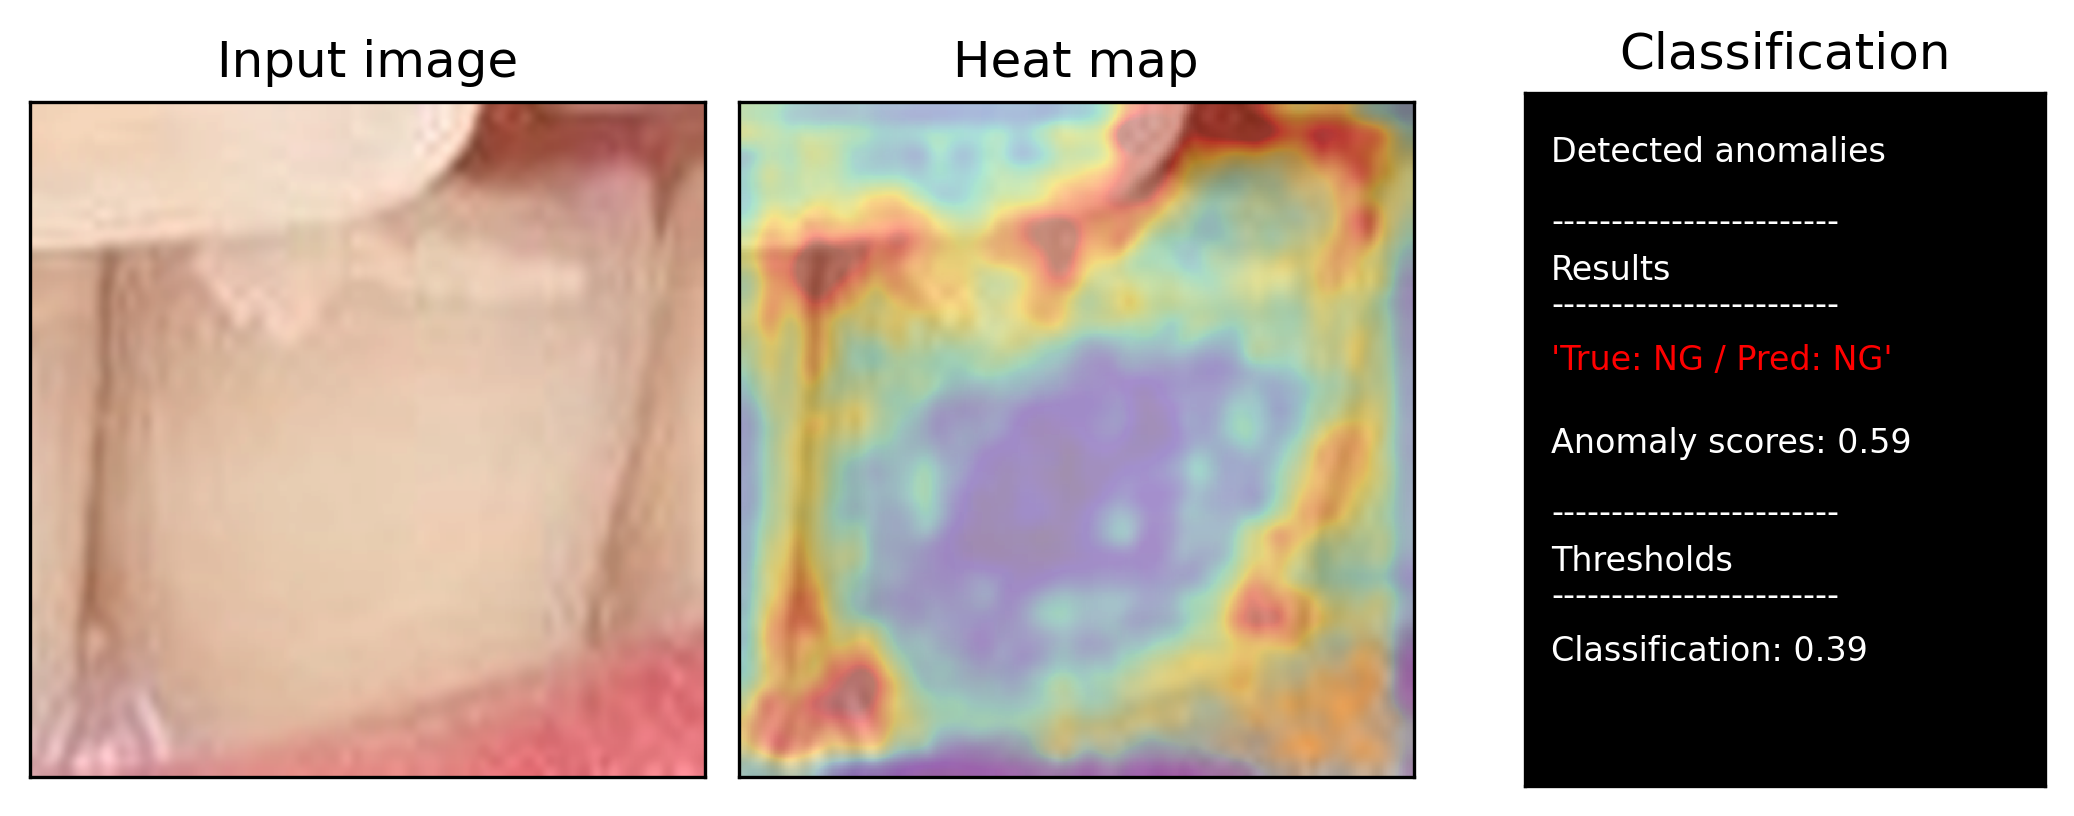 Input image
Heat map
Classification
Detected anomalies
------------------------
Results
------------------------
'True: NG / Pred: NG'
Anomaly scores: 0.59
------------------------
Thresholds
------------------------
Classification: 0.39